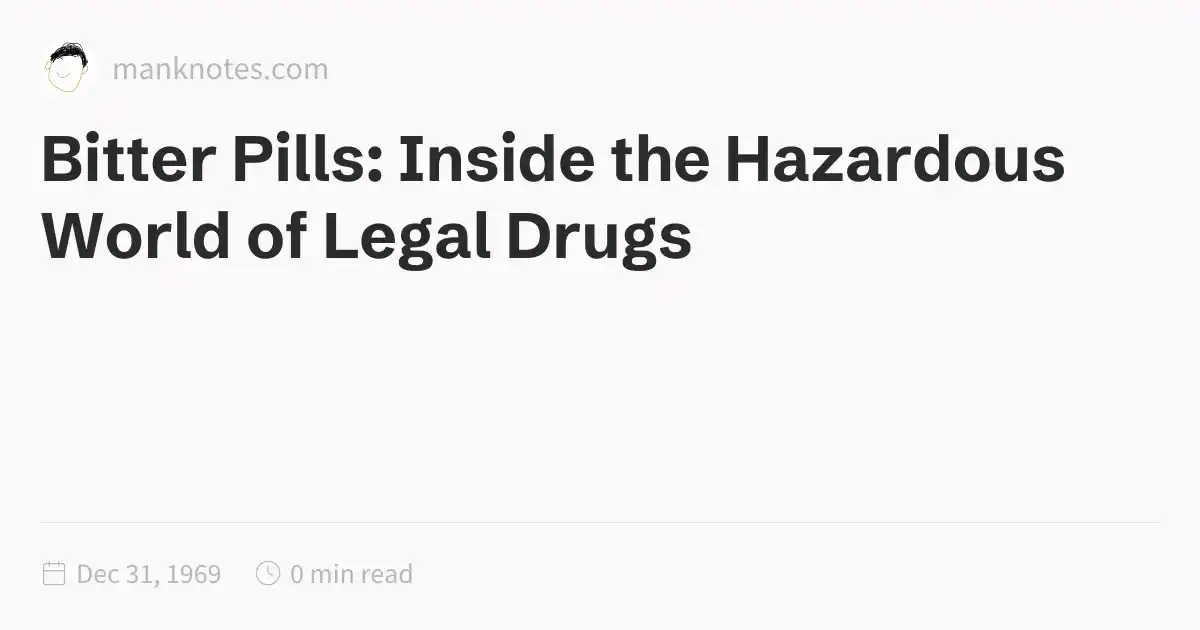 manknotes.com
Bitter Pills: Inside the Hazardous
World of Legal Drugs
Dec 31, 1969 0 min read